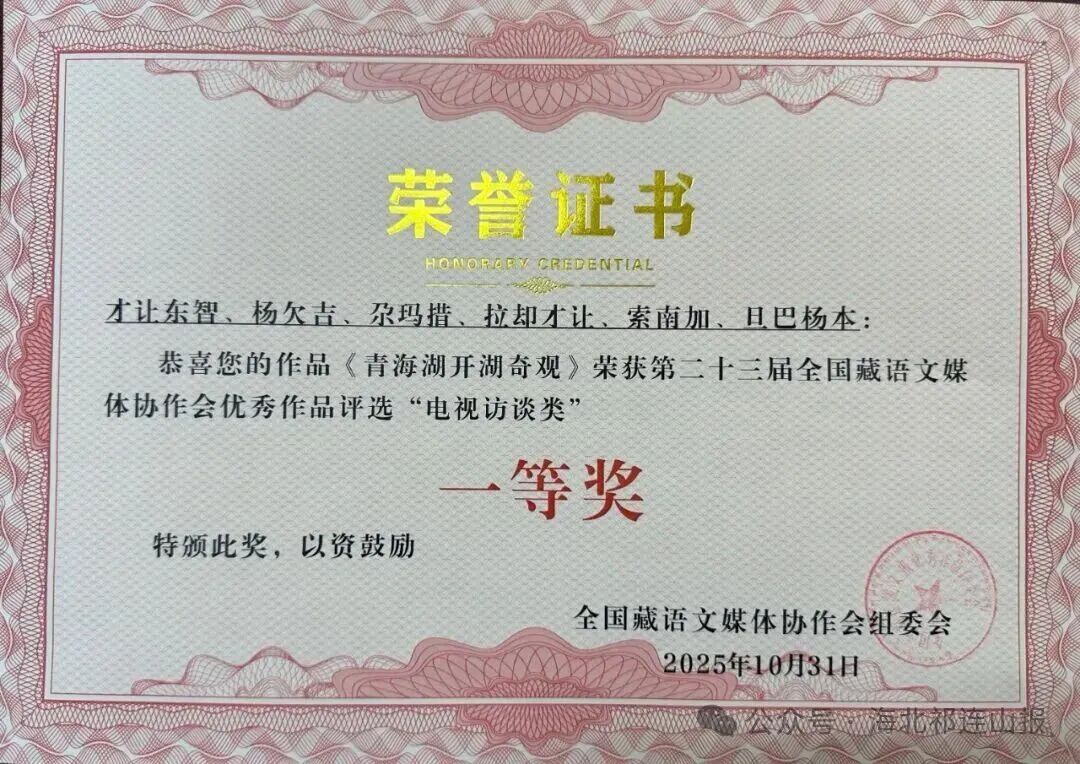 荣誉证书
HONORARY CREDENTIAL
才让东智、杨欠吉、尕玛措、拉却才让、索南加、旦巴杨本：
恭喜您的作品《青海湖开湖奇观》荣获第二十三届全国藏语文媒
体协作会优秀作品评选“电视访谈类”
一等奖
特颁此奖，以资鼓励
全国藏语文媒体协作会组委会
2025年10月31日
公众号·海北祁连山报